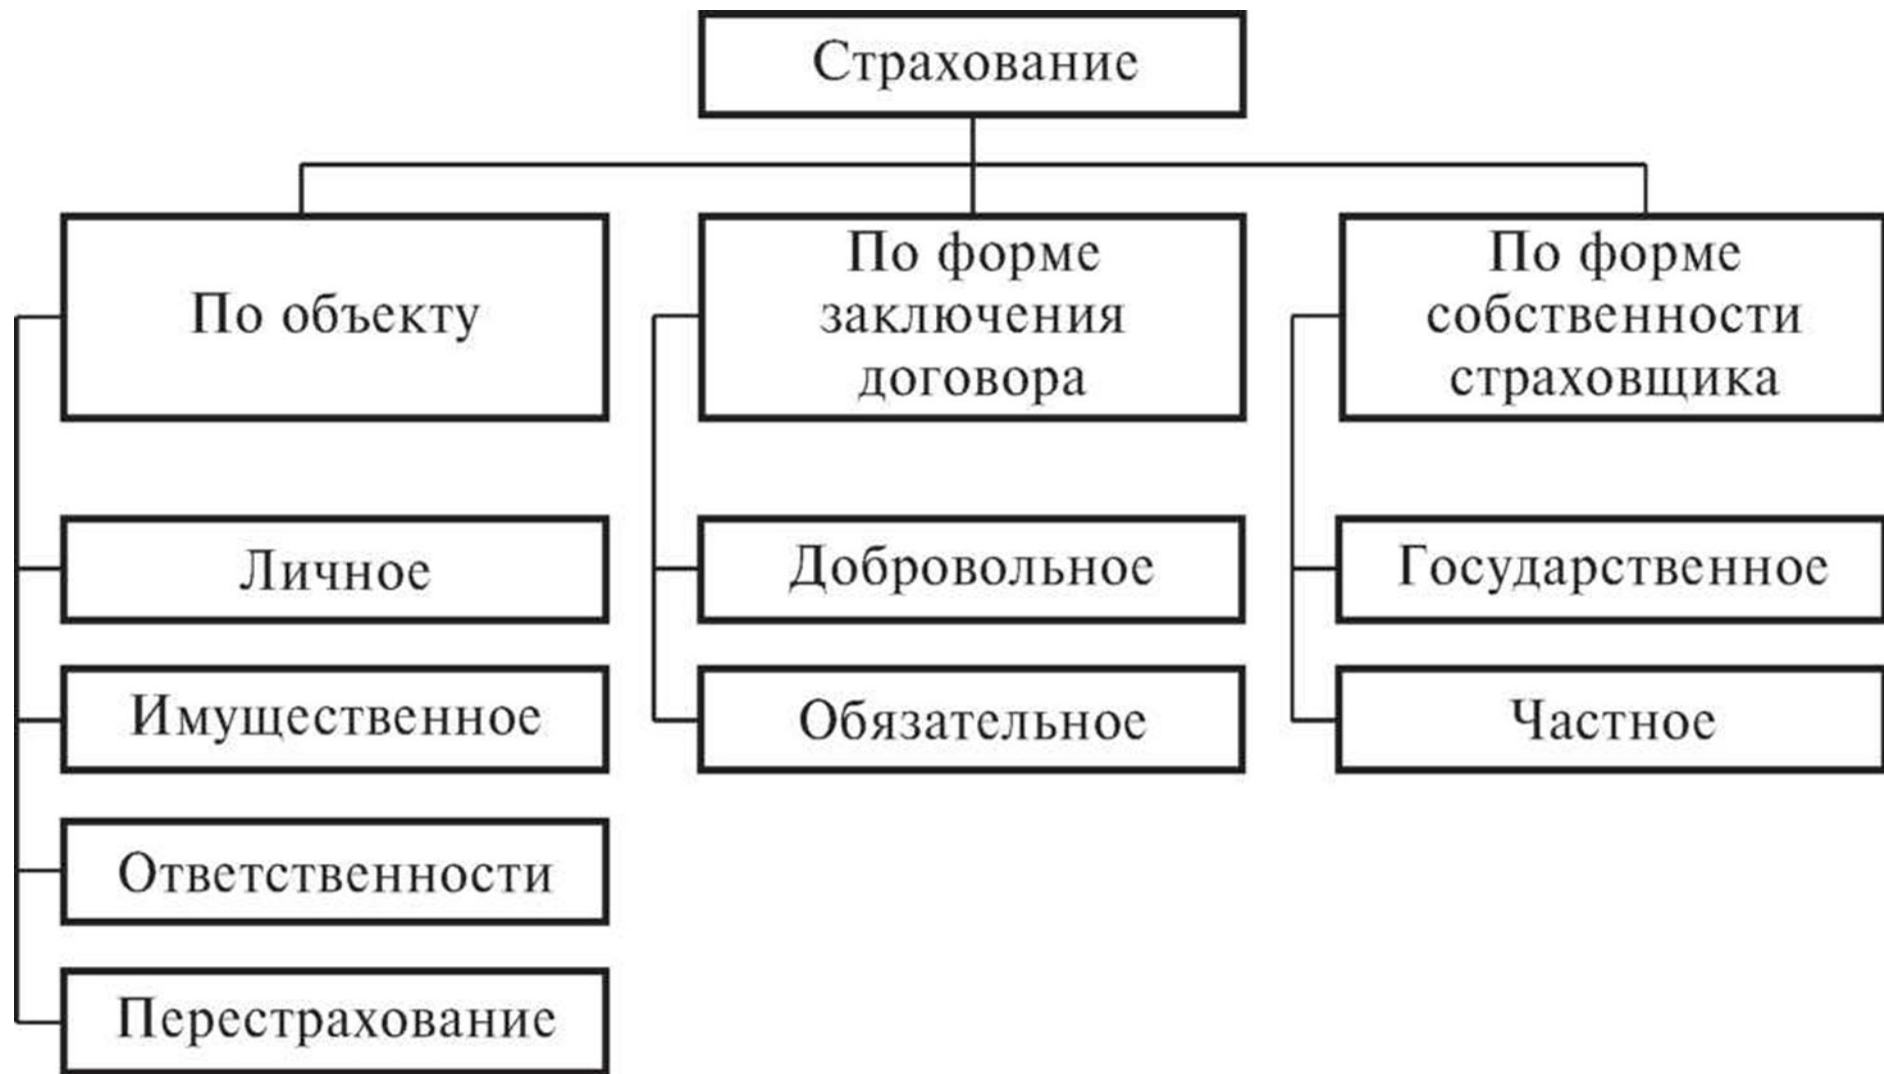 Страхование
По объекту
По форме
заключения
договора
По форме
собственности
страховщика
Личное
Имущественное
Ответственности
Перестрахование
Добровольное
Обязательное
Государственное
Частное